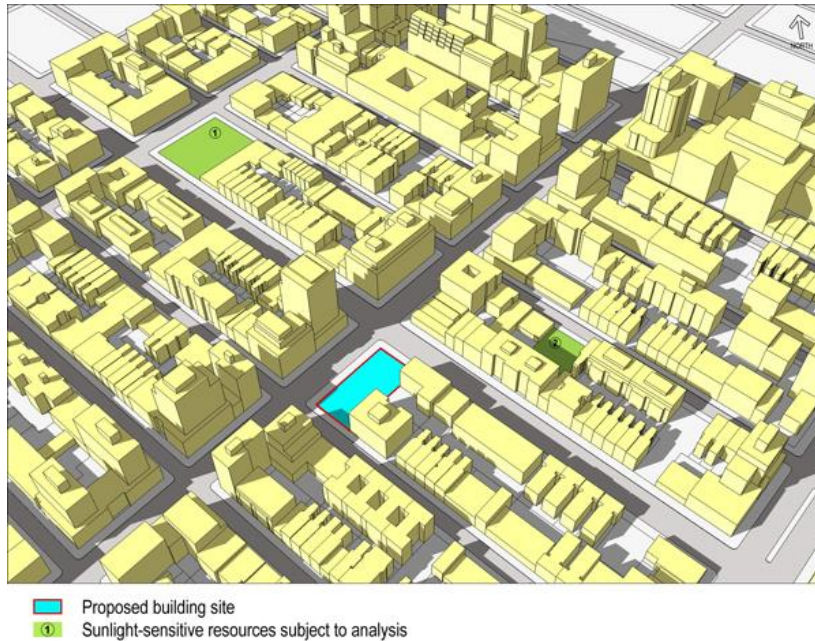 NORTH
①
②
Proposed building site
① Sunlight-sensitive resources subject to analysis